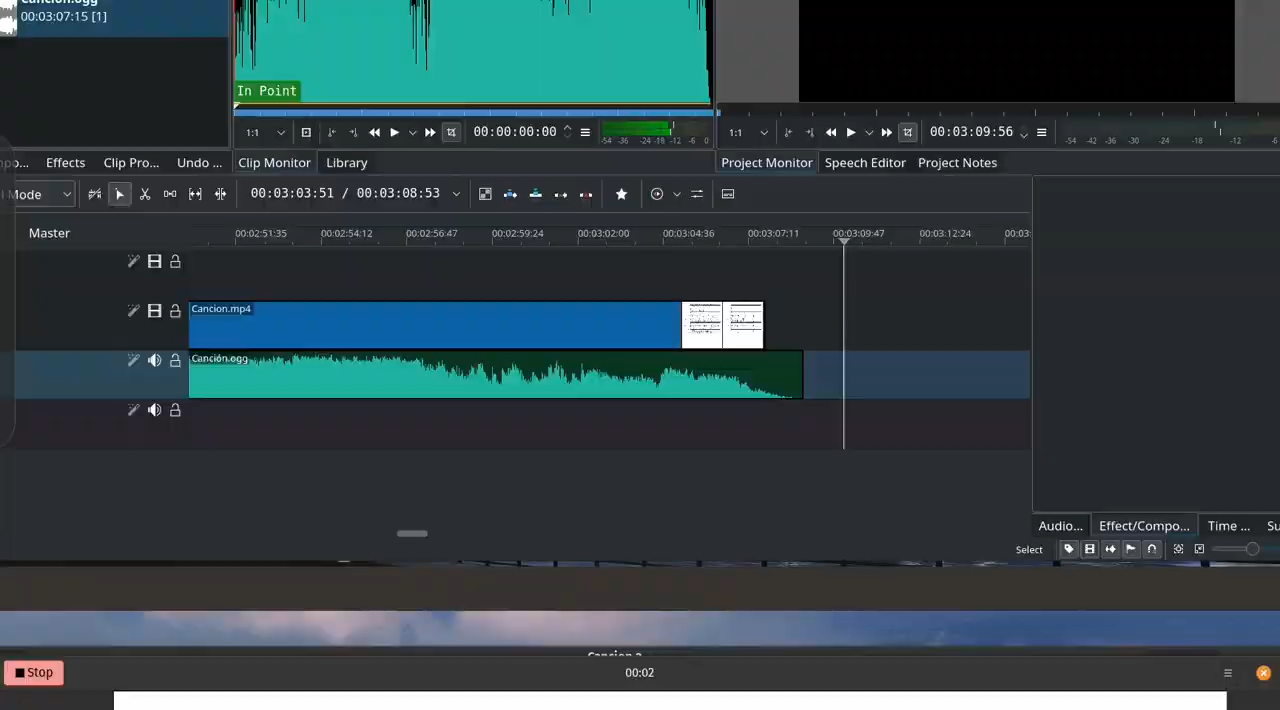 Cancion.ogg
00:03:07:15 [1]
In Point
1:1
00:00:00:00
-54 -36 -24 -18 -12 -6 0
1:1
00:03:09:56
-54 -42 -36 -30 -24 -18 -12 -6
Effects
Clip Pro...
Undo ...
Clip Monitor
Library
Project Monitor
Speech Editor
Project Notes
Mode
00:03:03:51 / 00:03:08:53
Master
00:02:51:35
00:02:54:12
00:02:56:47
00:02:59:24
00:03:02:00
00:03:04:36
00:03:07:11
00:03:09:47
00:03:12:24
00:03:
Cancion.mp4
Canción.ogg
Audio...
Effect/Compo...
Time ...
Su
Select
Stop
00:02